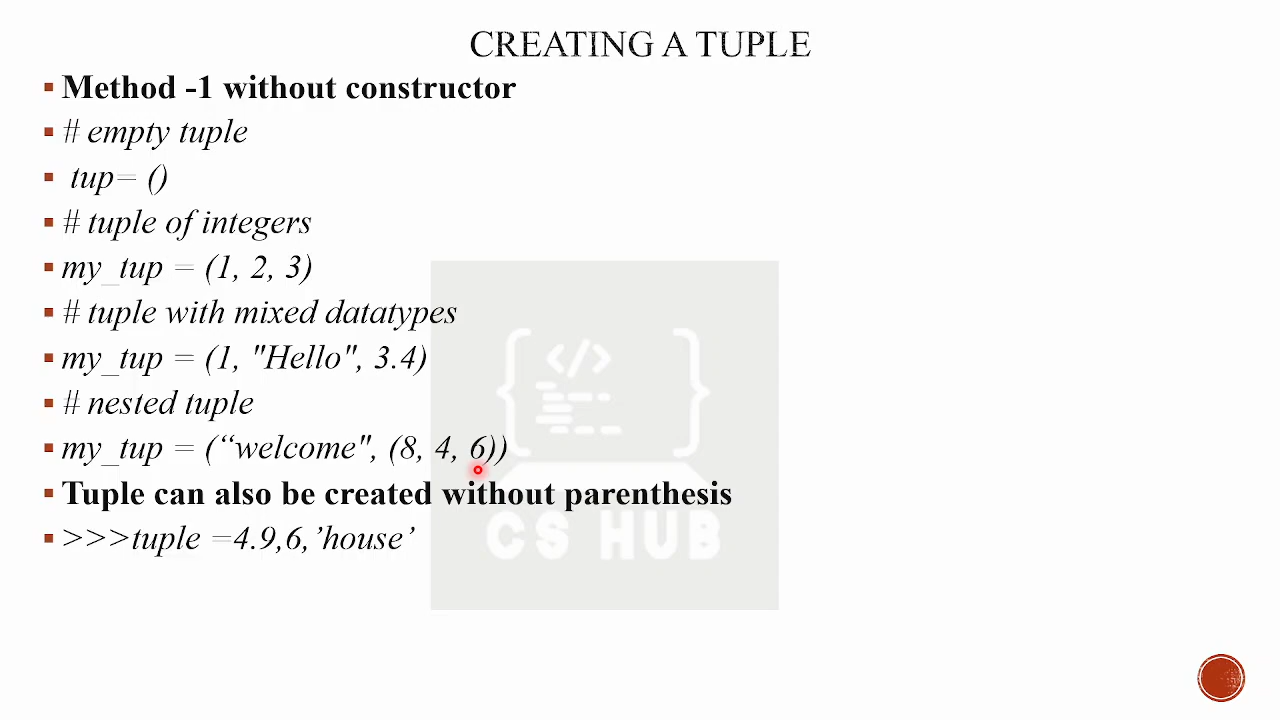 CREATING A TUPLE
Method -1 without constructor
# empty tuple
tup= ()
# tuple of integers
my_tup = (1, 2, 3)
# tuple with mixed datatypes
my_tup = (1, "Hello", 3.4)
# nested tuple
my_tup = (“welcome", (8, 4, 6))
Tuple can also be created without parenthesis
>>>tuple =4.9,6,’house’
</>
CS HUB